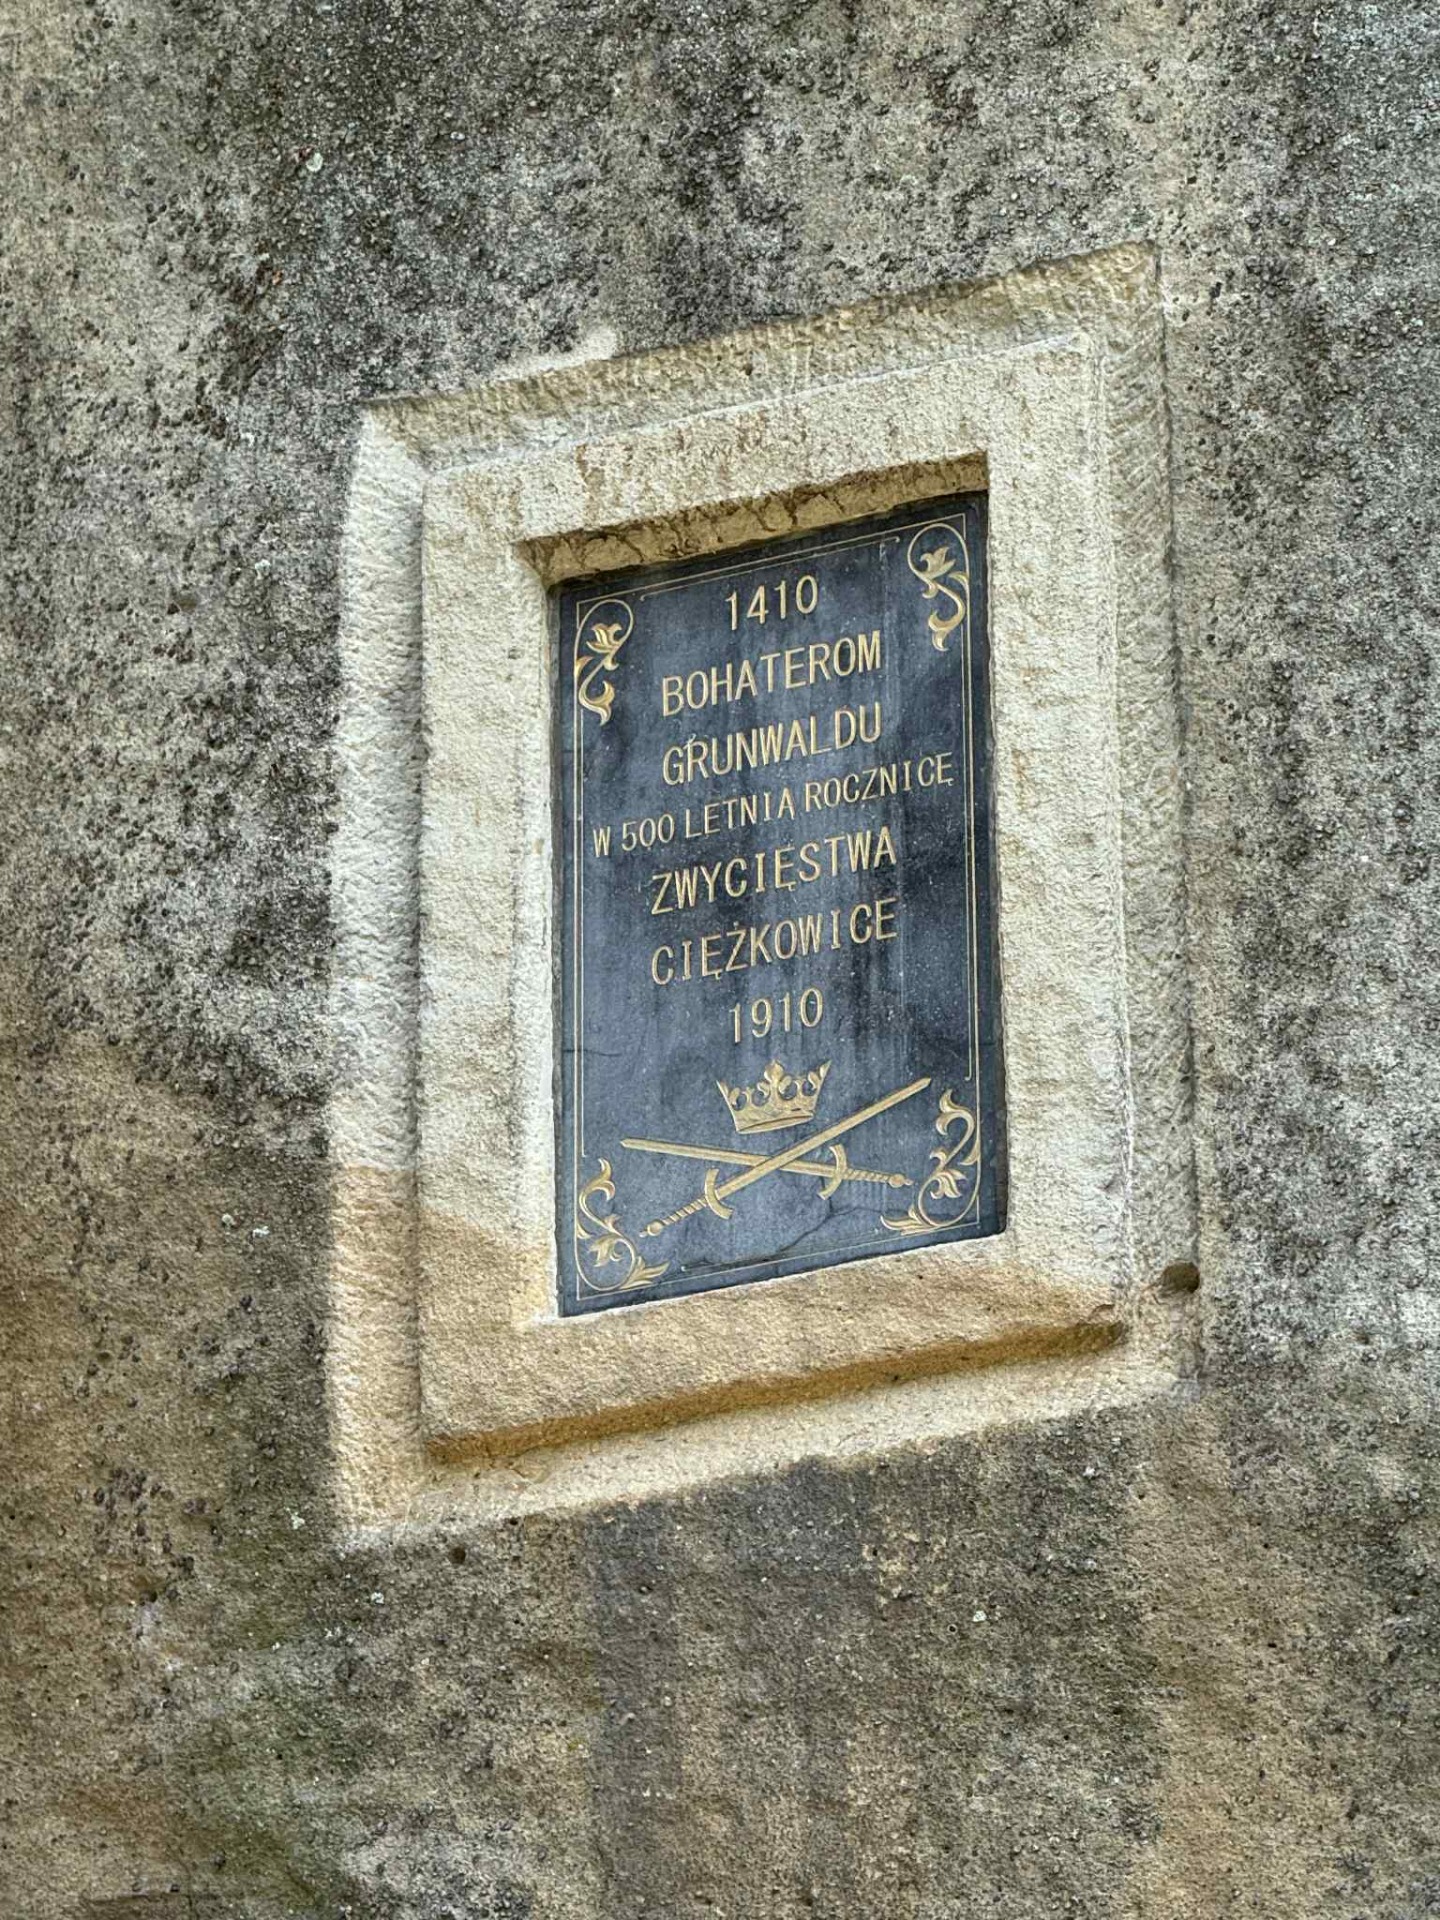 1410
BOHATEROM
GRUNWALDU
W 500 LETNIĄ ROCZNICĘ
ZWYCIĘSTWA
CIĘŻKOWICE
1910